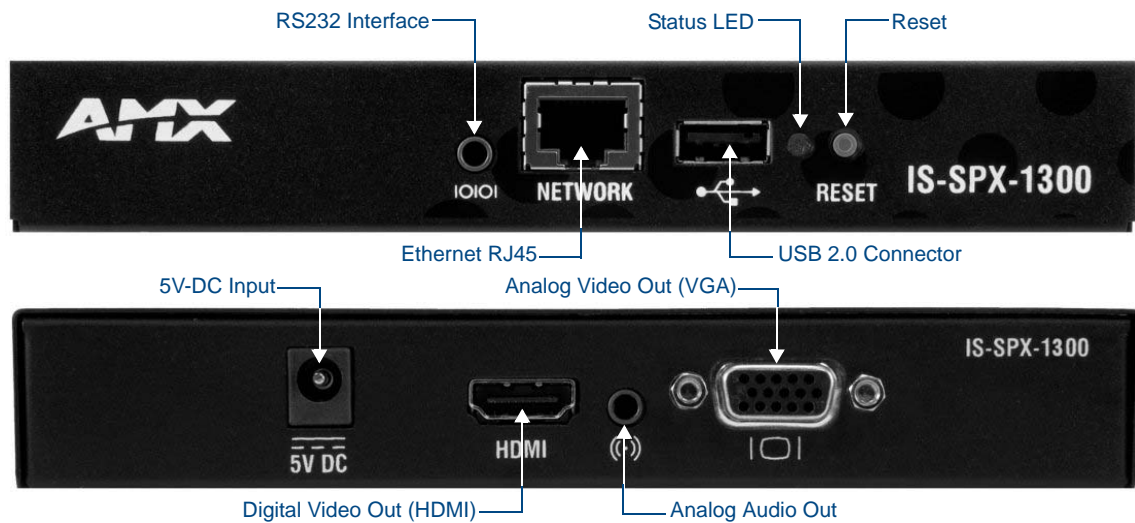 RS232 Interface
Status LED
Reset
AMX
IOIOI
NETWORK
RESET
IS-SPX-1300
Ethernet RJ45
USB 2.0 Connector
5V-DC Input
Analog Video Out (VGA)
IS-SPX-1300
5V DC
HDMI
Digital Video Out (HDMI)
Analog Audio Out